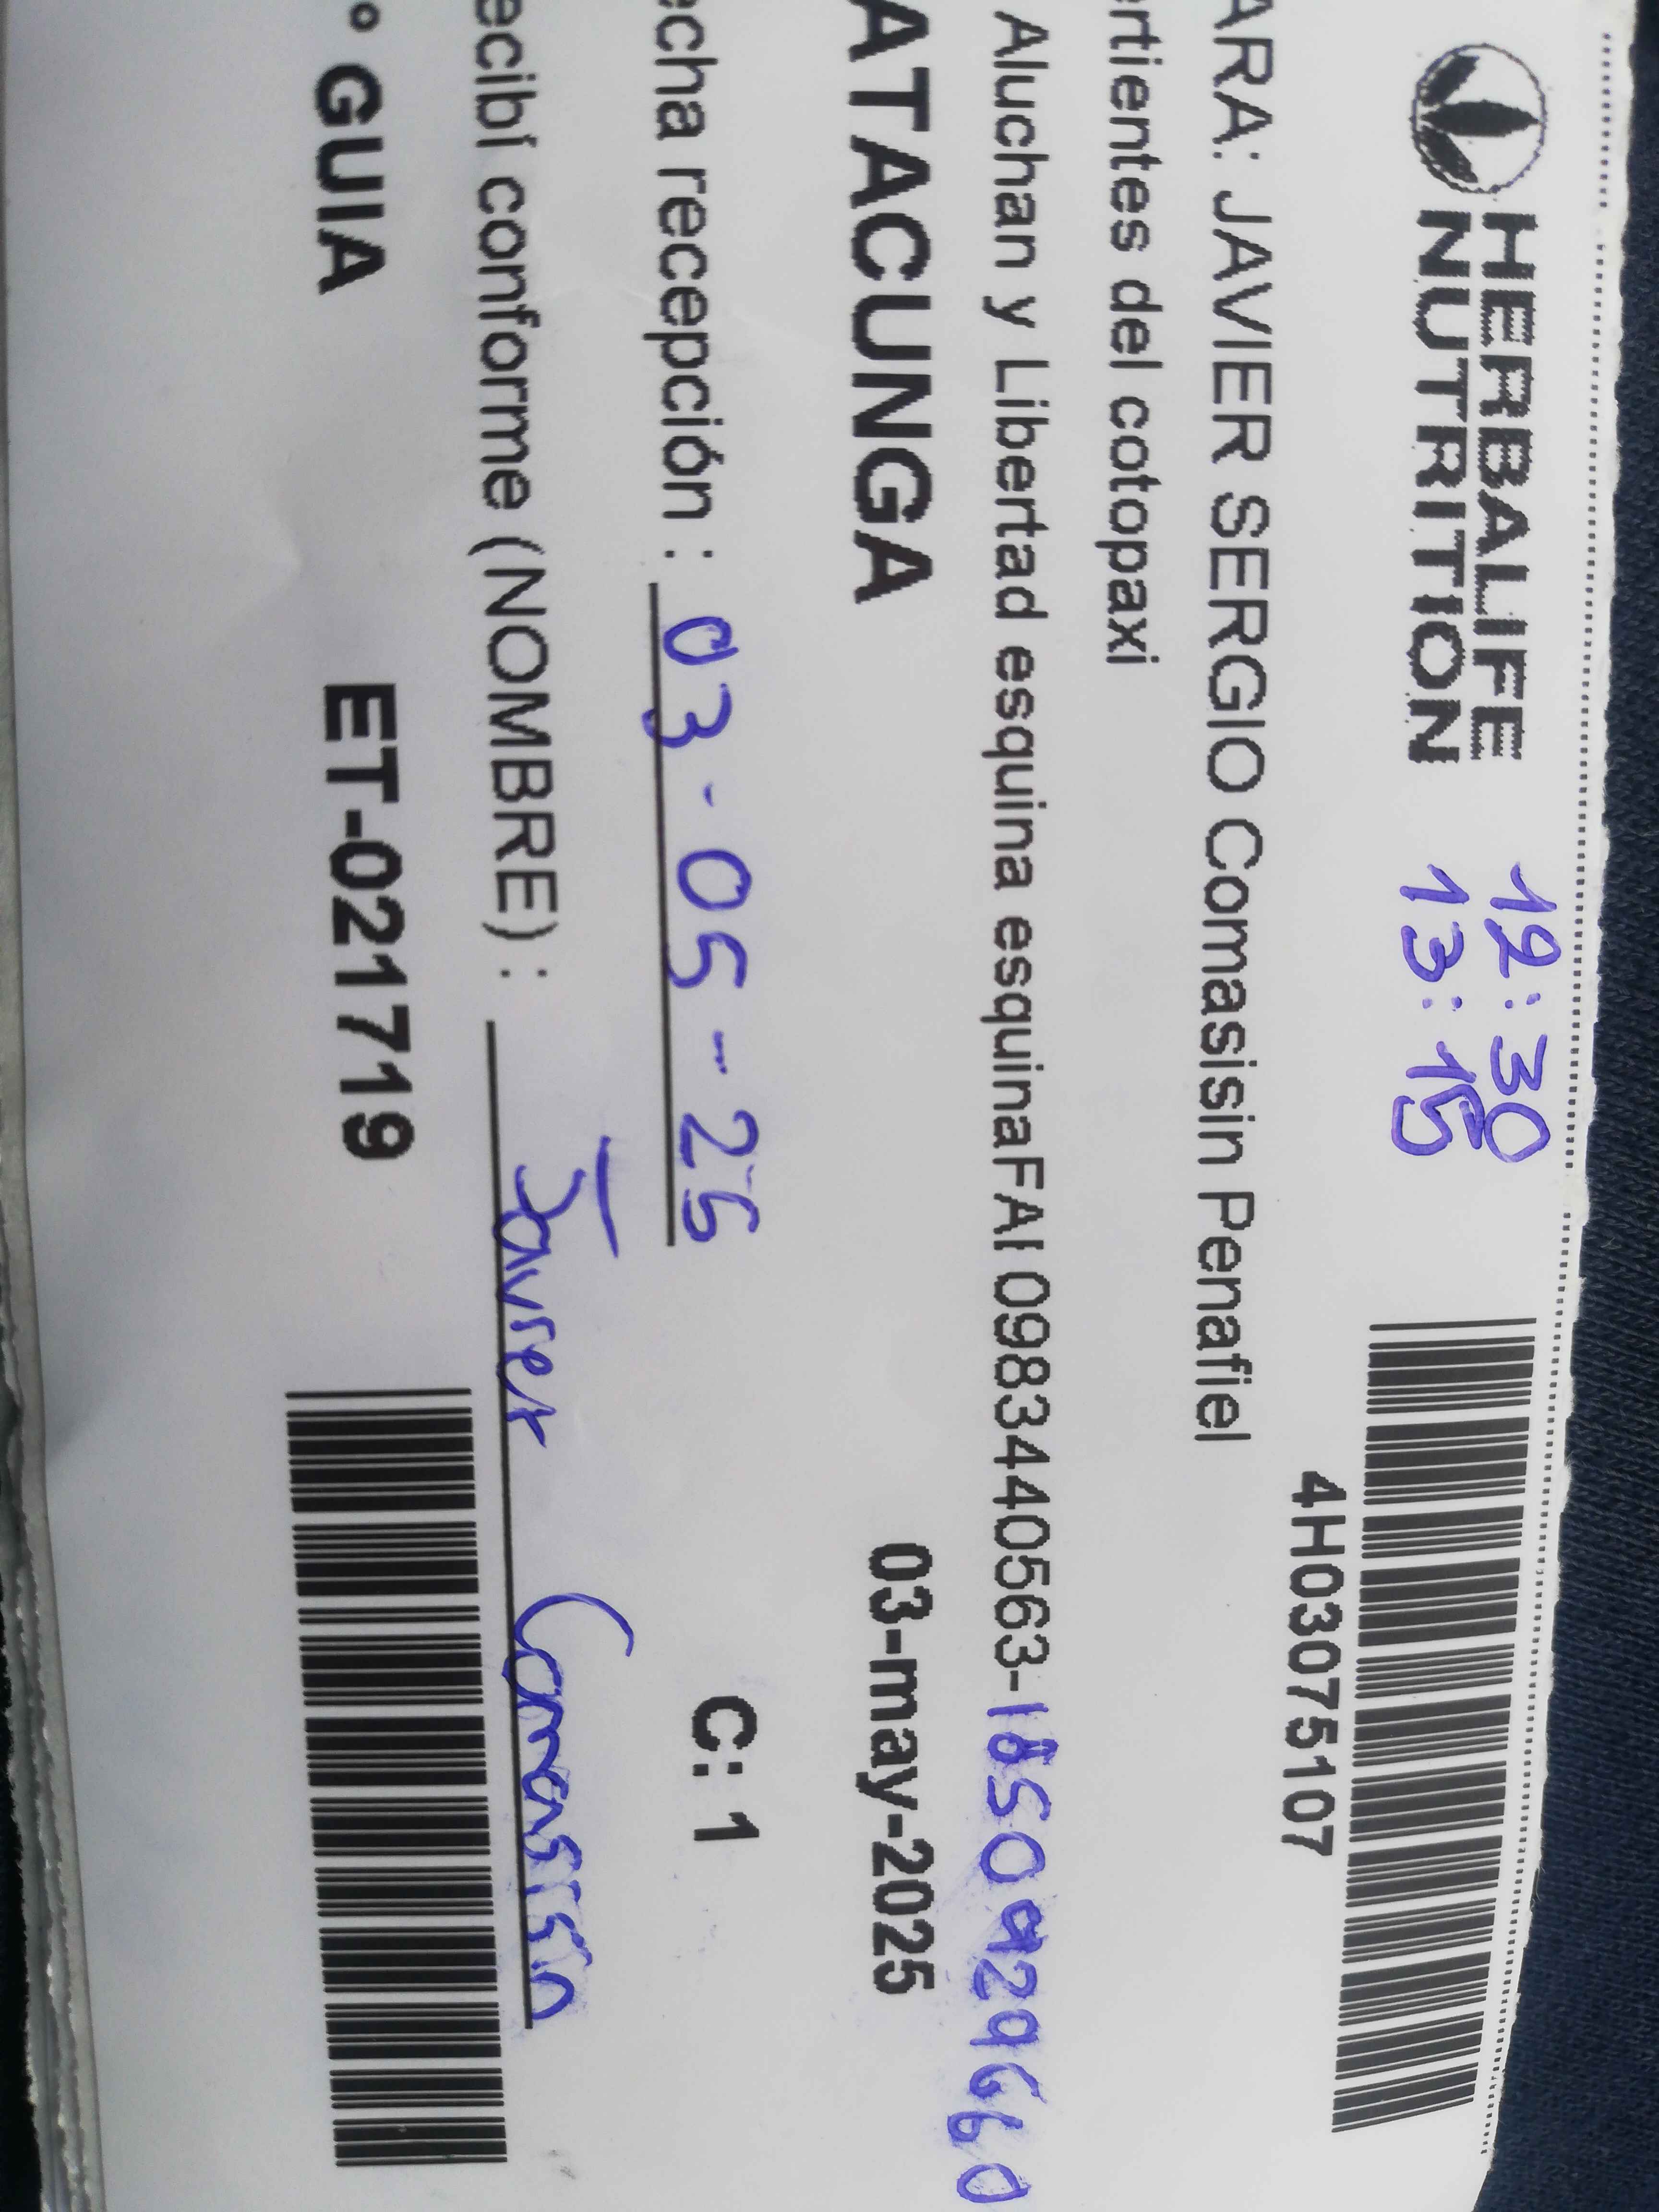 HERBALIFE
NUTRITION
12:30
13:15
4H03075107
ARA: JAVIER SERGIO Comasisin Penafiel
ertientes del cotopaxi
Aluchan y Libertad esquina esquinaFAI 0983440563-1850929660
ATACUNGA 03-may-2025
echa recepción : 03-05-25 C: 1
ecibí conforme (NOMBRE) : Javier Comasisin
° GUIA ET-021719